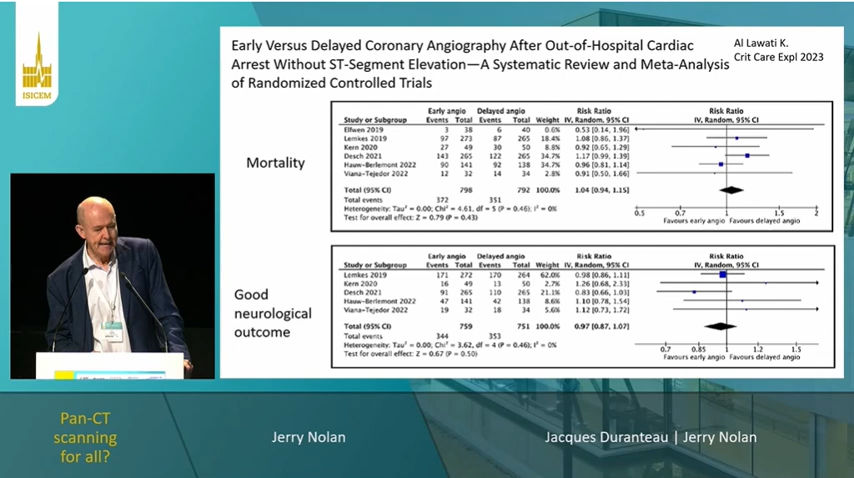 ISICEM
Early Versus Delayed Coronary Angiography After Out-of-Hospital Cardiac
Arrest Without ST-Segment Elevation—A Systematic Review and Meta-Analysis
of Randomized Controlled Trials
Al Lawati K.
Crit Care Expl 2023
Mortality
Early angio Delayed angio Risk Ratio Risk Ratio
Study or Subgroup Events Total Events Total Weight IV, Random, 95% CI IV, Random, 95% CI
Elfwen 2019 3 38 6 40 0.6% 0.53 [0.14, 1.96]
Lemkes 2019 97 273 87 265 18.4% 1.08 [0.86, 1.37]
Kern 2020 27 49 30 50 8.8% 0.92 [0.65, 1.29]
Desch 2021 143 265 122 265 34.7% 1.17 [0.99, 1.39]
Hauw-Berlemont 2022 90 141 92 138 34.7% 0.96 [0.81, 1.14]
Viana-Tejedor 2022 12 32 14 34 0.91 [0.50, 1.66]
Total (95% CI) 798 792 100.0% 1.04 [0.94, 1.15]
Total events 372 351
Heterogeneity: Tau² = 0.00; Chi² = 4.61, df = 5 (P = 0.46); I² = 0%
Test for overall effect: Z = 0.79 (P = 0.43)
0.5 0.7 1 1.5 2
Favours early angio Favours delayed angio
Good
neurological
outcome
Early angio Delayed angio Risk Ratio Risk Ratio
Study or Subgroup Events Total Events Total Weight IV, Random, 95% CI IV, Random, 95% CI
Lemkes 2019 171 272 170 264 62.0% 0.98 [0.86, 1.11]
Kern 2020 16 49 13 50 2.7% 1.26 [0.68, 2.33]
Desch 2021 91 265 110 265 21.1% 0.83 [0.66, 1.03]
Hauw-Berlemont 2022 47 141 42 138 8.6% 1.10 [0.78, 1.54]
Viana-Tejedor 2022 19 32 18 34 1.12 [0.73, 1.72]
Total (95% CI) 759 751 100.0% 0.97 [0.87, 1.07]
Total events 344 353
Heterogeneity: Tau² = 0.00; Chi² = 3.62, df = 4 (P = 0.46); I² = 0%
Test for overall effect: Z = 0.67 (P = 0.50)
0.7 0.85 1 1.2 1.5
Favours early angio Favours delayed angio
Pan-CT
scanning
for all?
Jerry Nolan
Jacques Duranteau | Jerry Nolan